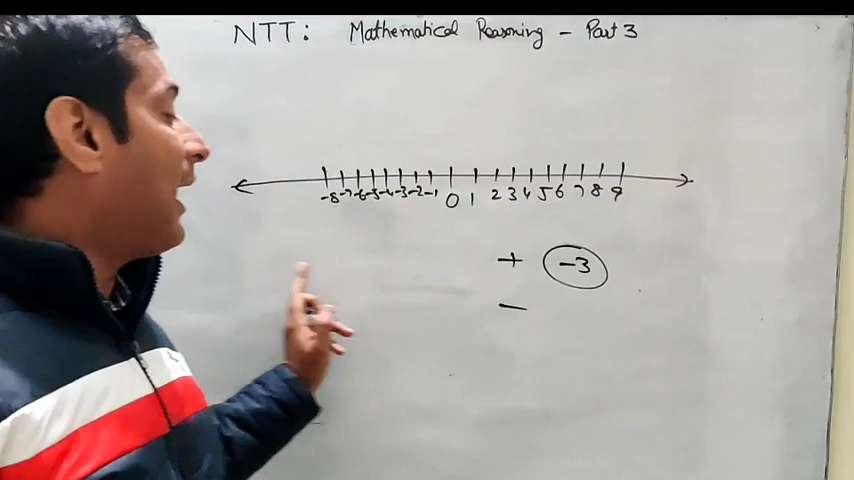 NTT: Mathematical Reasoning - Part 3
-8 -7 -6 -5 -4 -3 -2 -1 0 1 2 3 4 5 6 7 8 9
+ -3
-